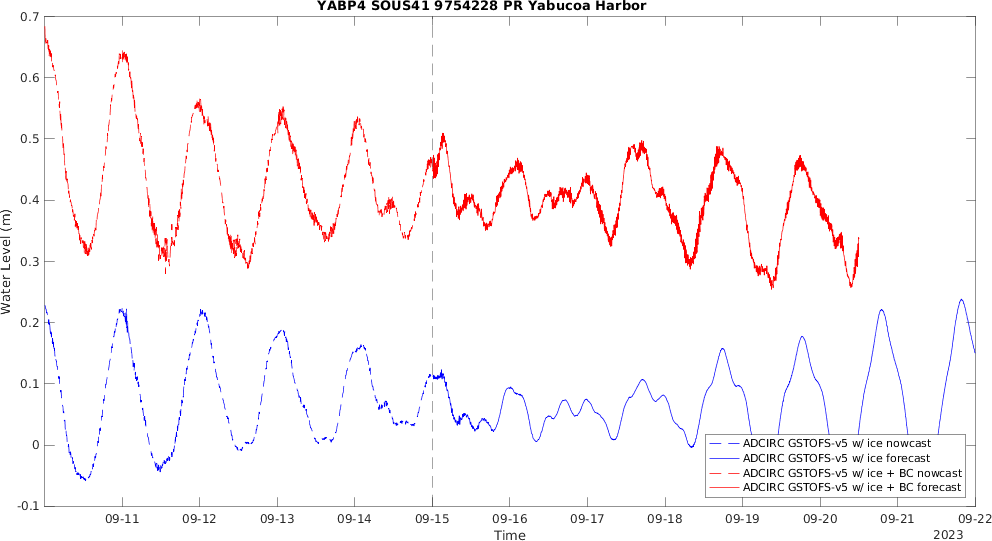 YABP4 SOUS41 9754228 PR Yabucoa Harbor
0.7
0.6
0.5
0.4
0.3
0.2
0.1
0
-0.1
Water Level (m)
09-11 09-12 09-13 09-14 09-15 09-16 09-17 09-18 09-19 09-20 09-21 09-22
Time
2023
ADCIRC GSTOFS-v5 w/ ice nowcast
ADCIRC GSTOFS-v5 w/ ice forecast
ADCIRC GSTOFS-v5 w/ ice + BC nowcast
ADCIRC GSTOFS-v5 w/ ice + BC forecast